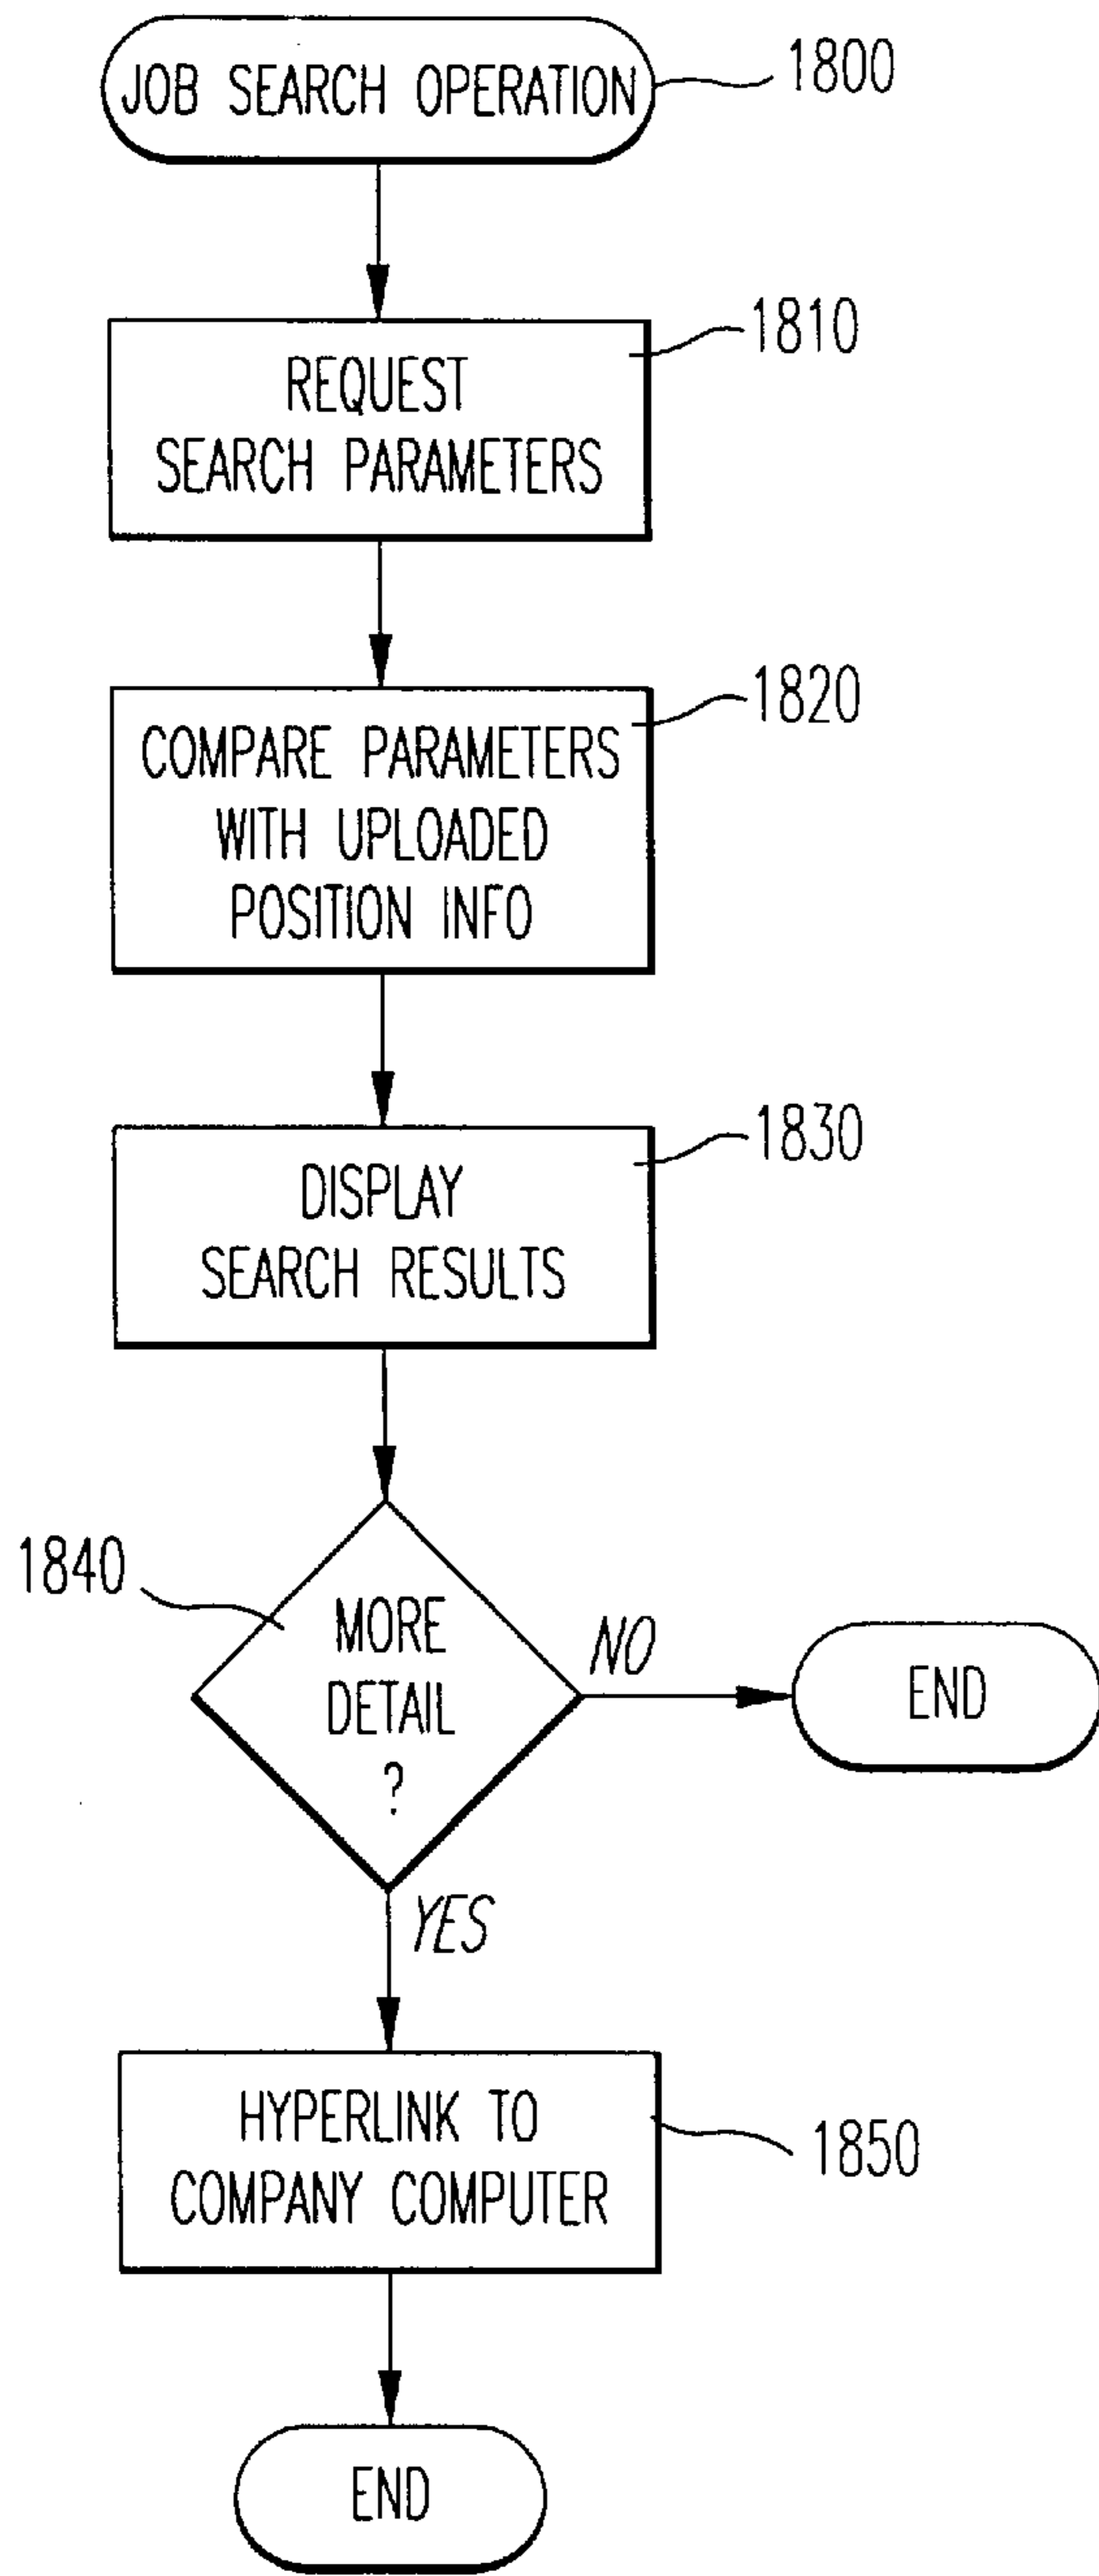 JOB SEARCH OPERATION
1800
1810
REQUEST
SEARCH PARAMETERS
1820
COMPARE PARAMETERS
WITH UPLOADED
POSITION INFO
1830
DISPLAY
SEARCH RESULTS
1840
MORE
DETAIL
?
NO
END
YES
HYPERLINK TO
COMPANY COMPUTER
1850
END